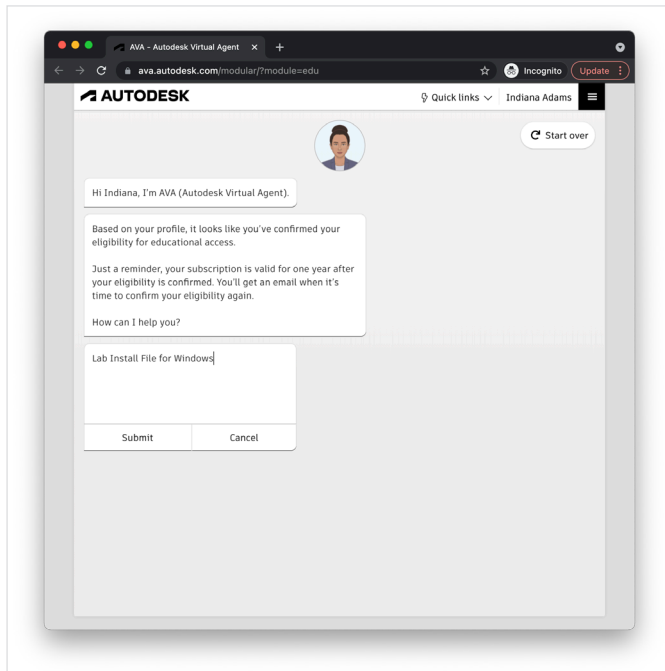 AVA - Autodesk Virtual Agent
ava.autodesk.com/modular/?module=edu
Incognito
Update
AUTODESK
Quick links
Indiana Adams
Start over
Hi Indiana, I'm AVA (Autodesk Virtual Agent).
Based on your profile, it looks like you've confirmed your
eligibility for educational access.
Just a reminder, your subscription is valid for one year after
your eligibility is confirmed. You'll get an email when it's
time to confirm your eligibility again.
How can I help you?
Lab Install File for Windows
Submit
Cancel